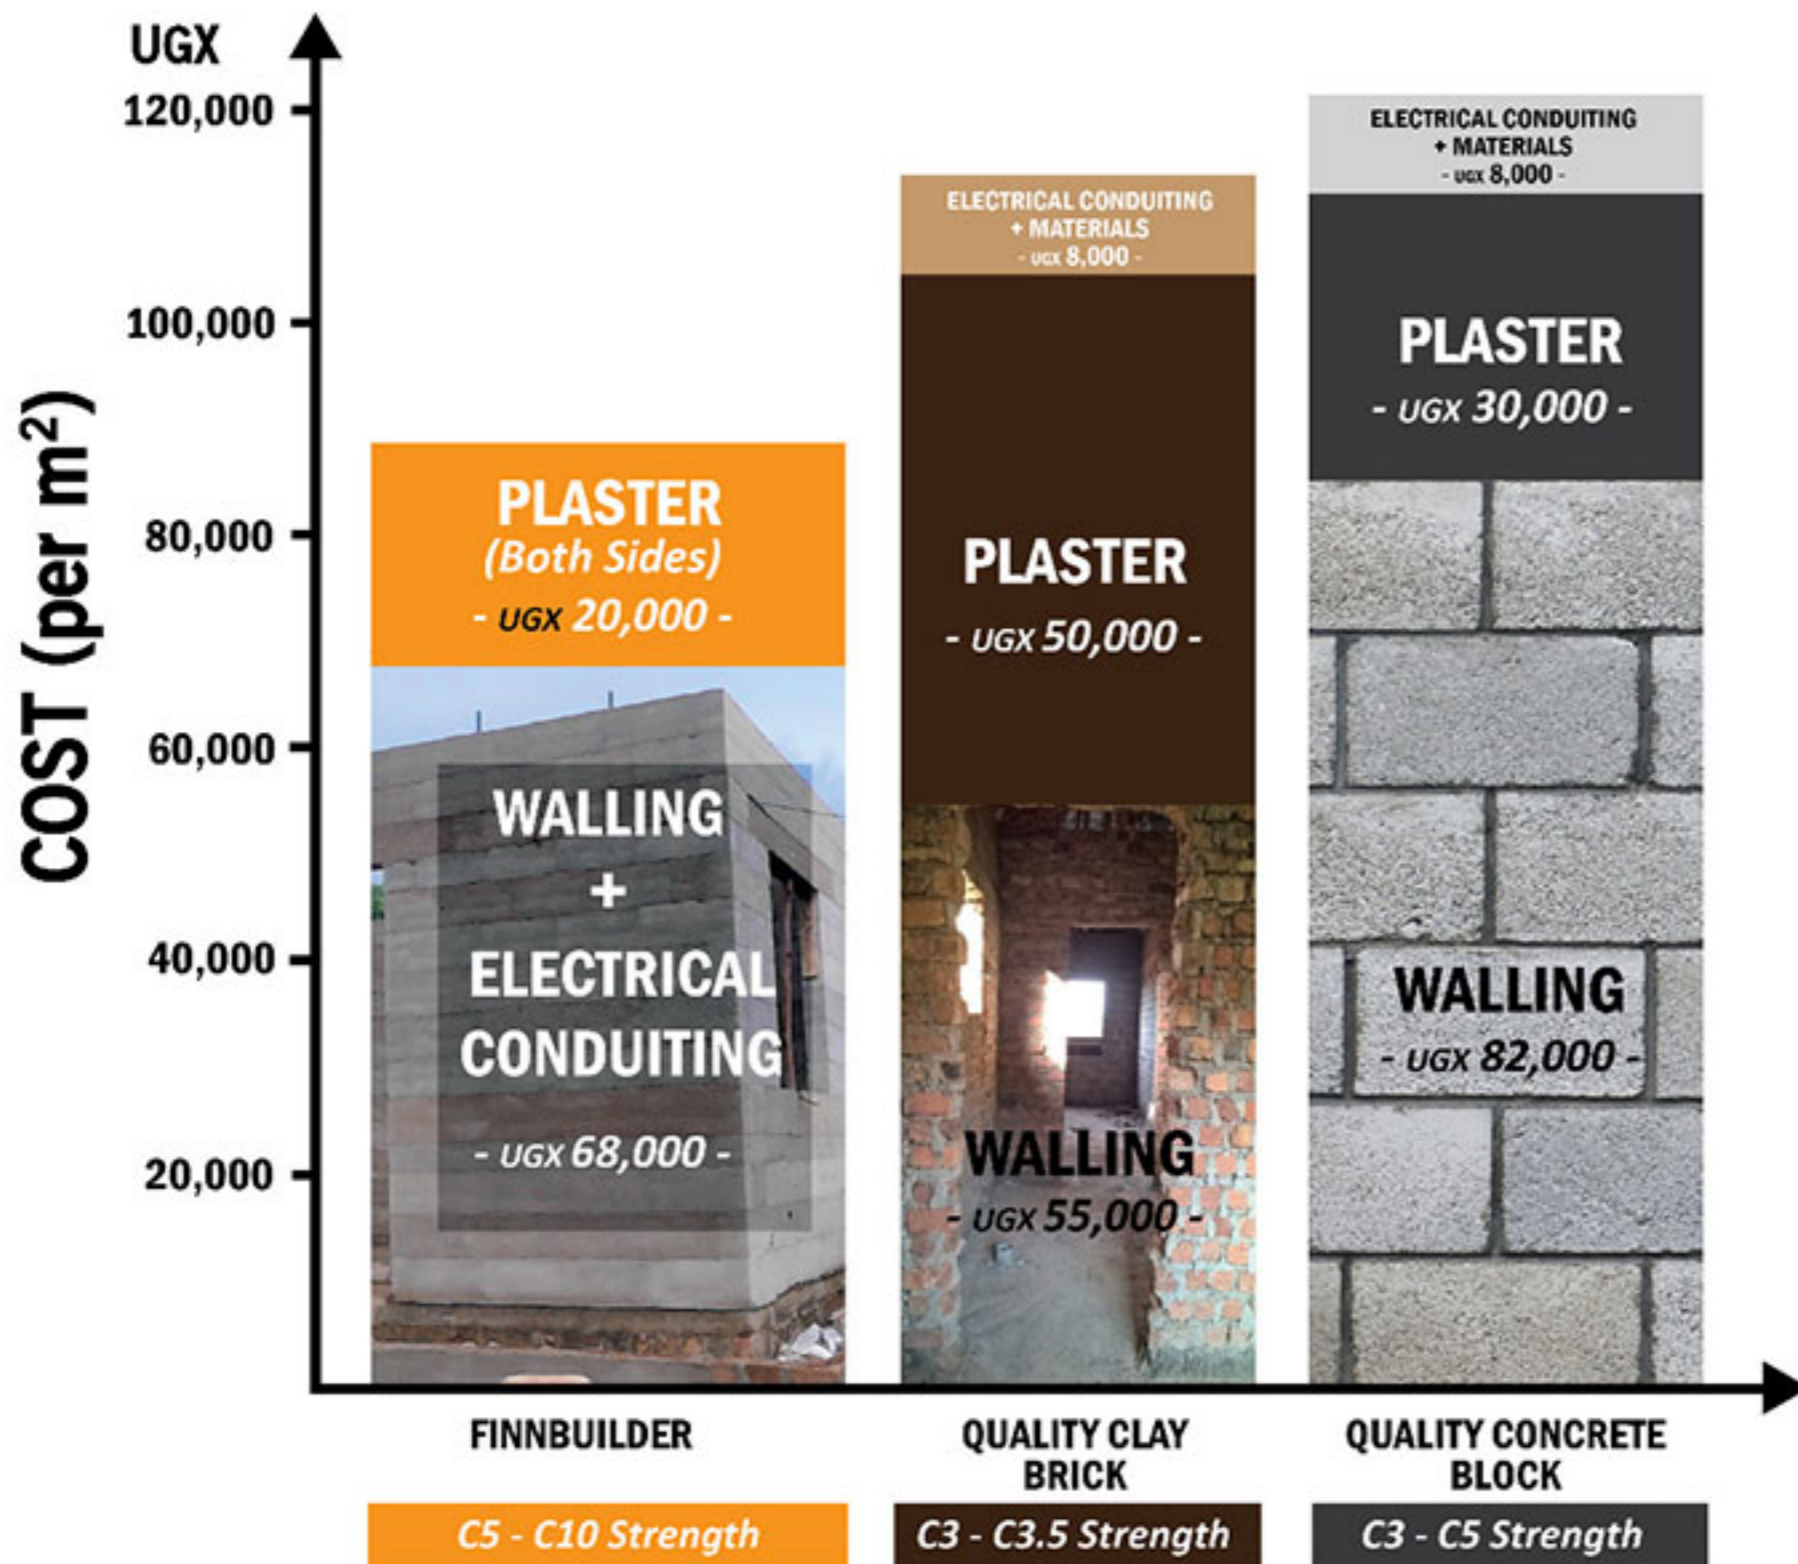 UGX
120,000
100,000
80,000
60,000
40,000
20,000
COST (per m²)
PLASTER
(Both Sides)
- UGX 20,000 -
WALLING
+
ELECTRICAL
CONDUITING
- UGX 68,000 -
ELECTRICAL CONDUITING
+ MATERIALS
- UGX 8,000 -
PLASTER
- UGX 50,000 -
WALLING
- UGX 55,000 -
ELECTRICAL CONDUITING
+ MATERIALS
- UGX 8,000 -
PLASTER
- UGX 30,000 -
WALLING
- UGX 82,000 -
FINNBUILDER
C5 - C10 Strength
QUALITY CLAY
BRICK
C3 - C3.5 Strength
QUALITY CONCRETE
BLOCK
C3 - C5 Strength